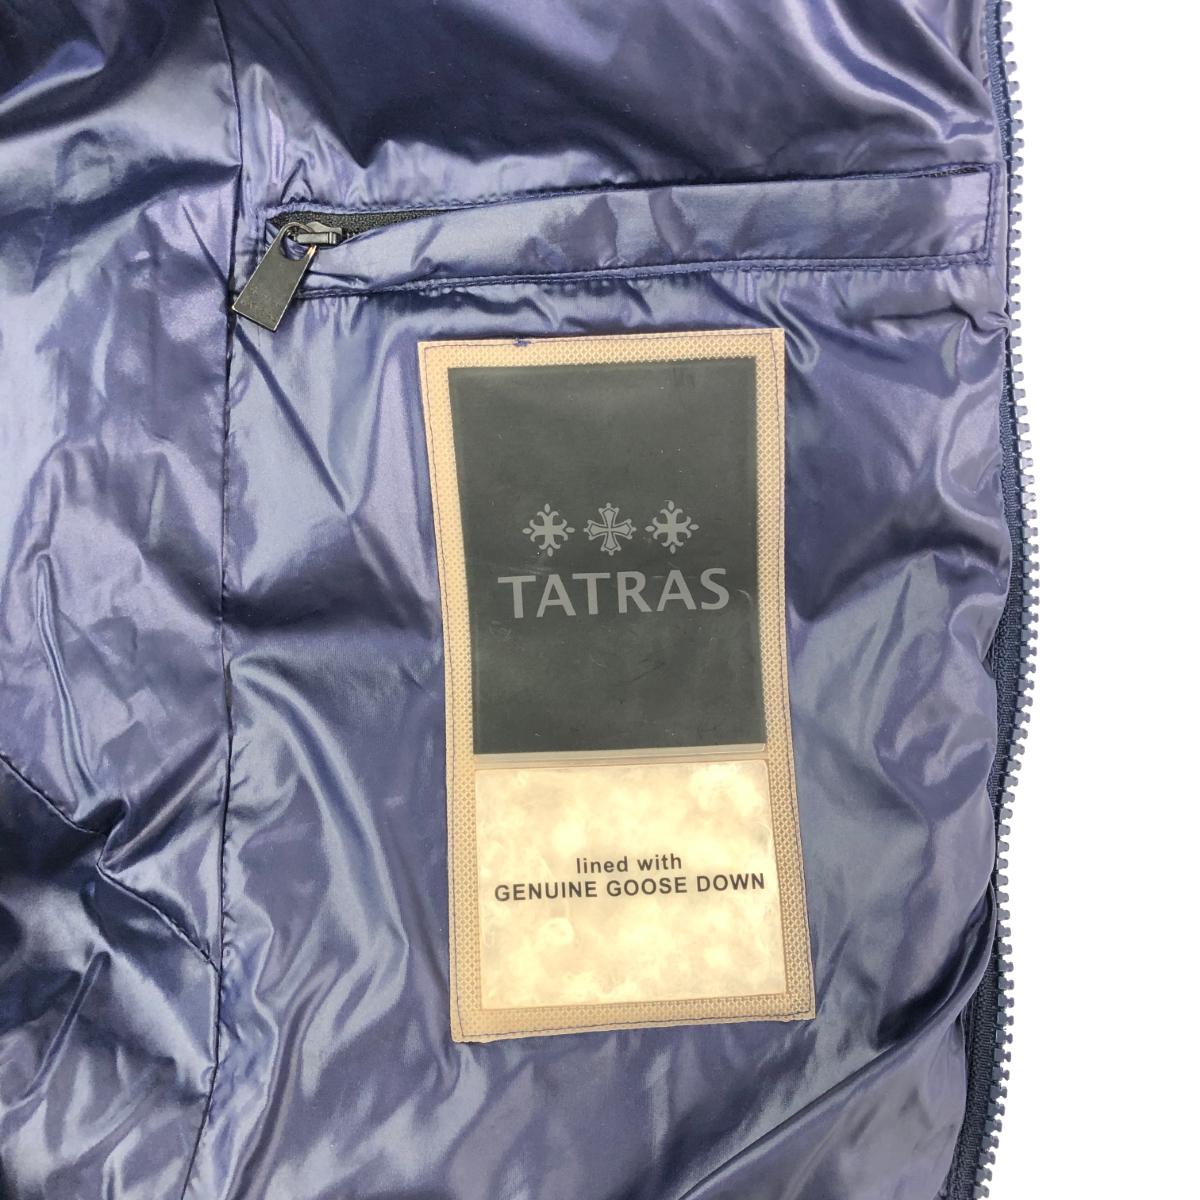 TATRAS
lined with
GENUINE GOOSE DOWN